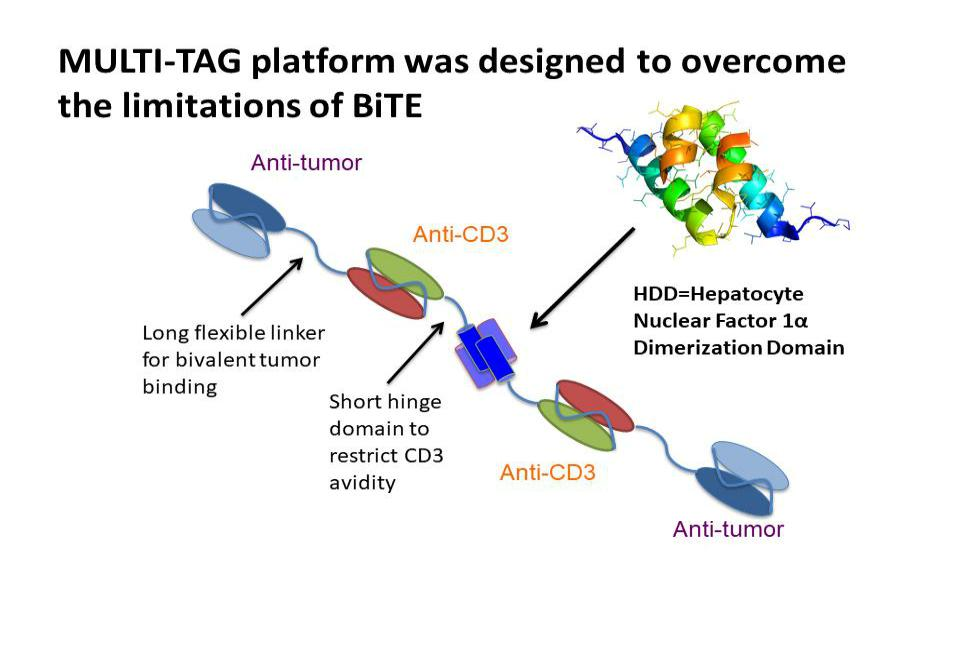 MULTI-TAG platform was designed to overcome
the limitations of BiTE
Anti-tumor
Anti-CD3
HDD=Hepatocyte
Nuclear Factor 1α
Dimerization Domain
Long flexible linker
for bivalent tumor
binding
Short hinge
domain to
restrict CD3
avidity
Anti-CD3
Anti-tumor